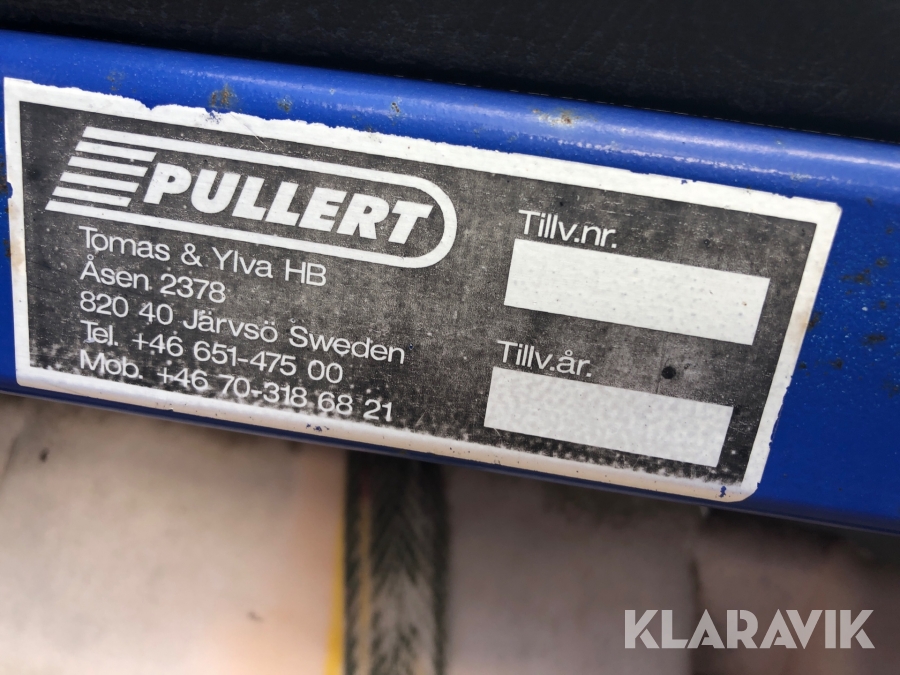 PULLERT
Tomas & Ylva HB
Åsen 2378
820 40 Järvsö Sweden
Tel. +46 651-475 00
Mob. +46 70-318 68 21
Tillv.nr.
Tillv.år.
KLARAVIK